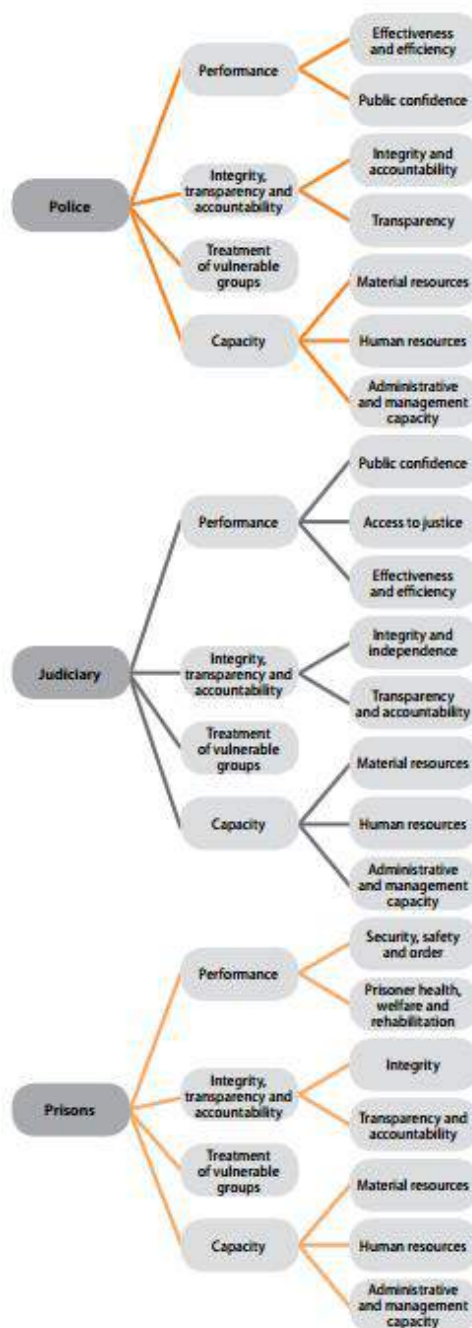 Police
Performance
Effectiveness
and efficiency
Public confidence
Integrity,
transparency and
accountability
Integrity and
accountability
Transparency
Treatment
of vulnerable
groups
Capacity
Material resources
Human resources
Administrative
and management
capacity
Judiciary
Performance
Public confidence
Access to justice
Effectiveness
and efficiency
Integrity,
transparency and
accountability
Integrity and
independence
Transparency
and accountability
Treatment
of vulnerable
groups
Capacity
Material resources
Human resources
Administrative
and management
capacity
Prisons
Performance
Security, safety
and order
Prisoner health,
welfare and
rehabilitation
Integrity,
transparency and
accountability
Integrity
Transparency and
accountability
Treatment
of vulnerable
groups
Capacity
Material resources
Human resources
Administrative
and management
capacity